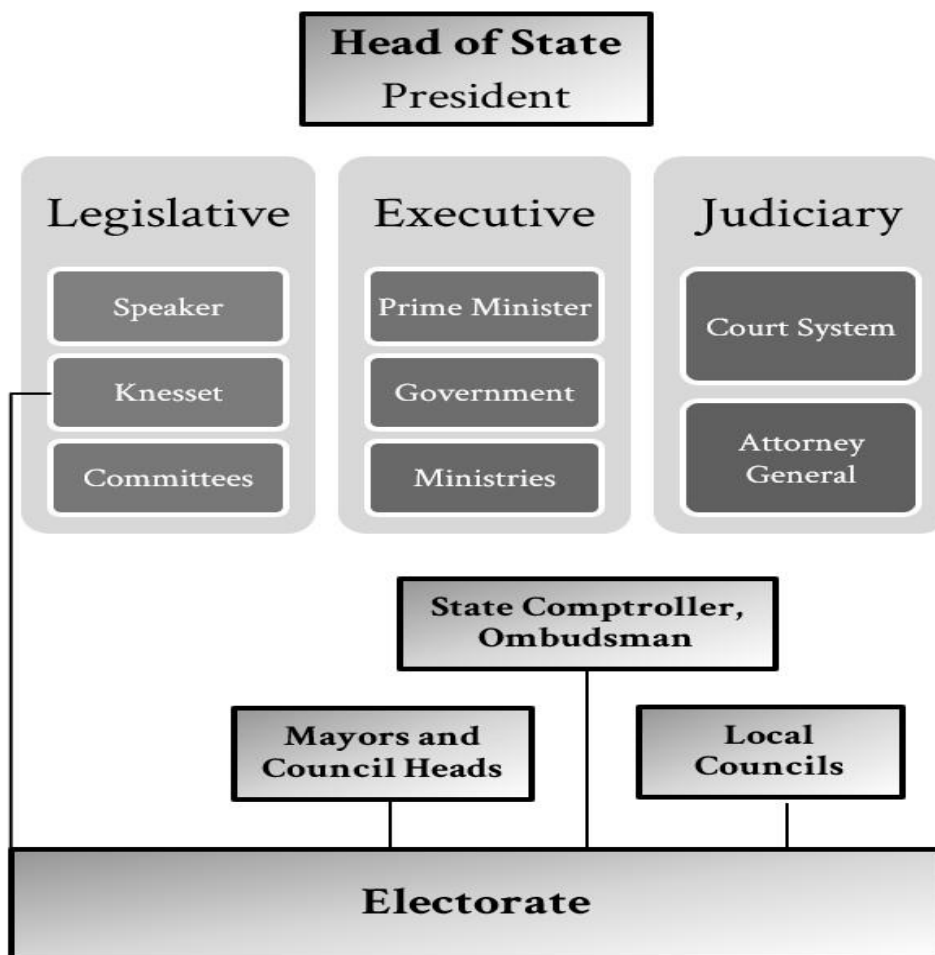 Head of State
President
Legislative
Speaker
Knesset
Committees
Executive
Prime Minister
Government
Ministries
Judiciary
Court System
Attorney
General
State Comptroller,
Ombudsman
Mayors and
Council Heads
Local
Councils
Electorate